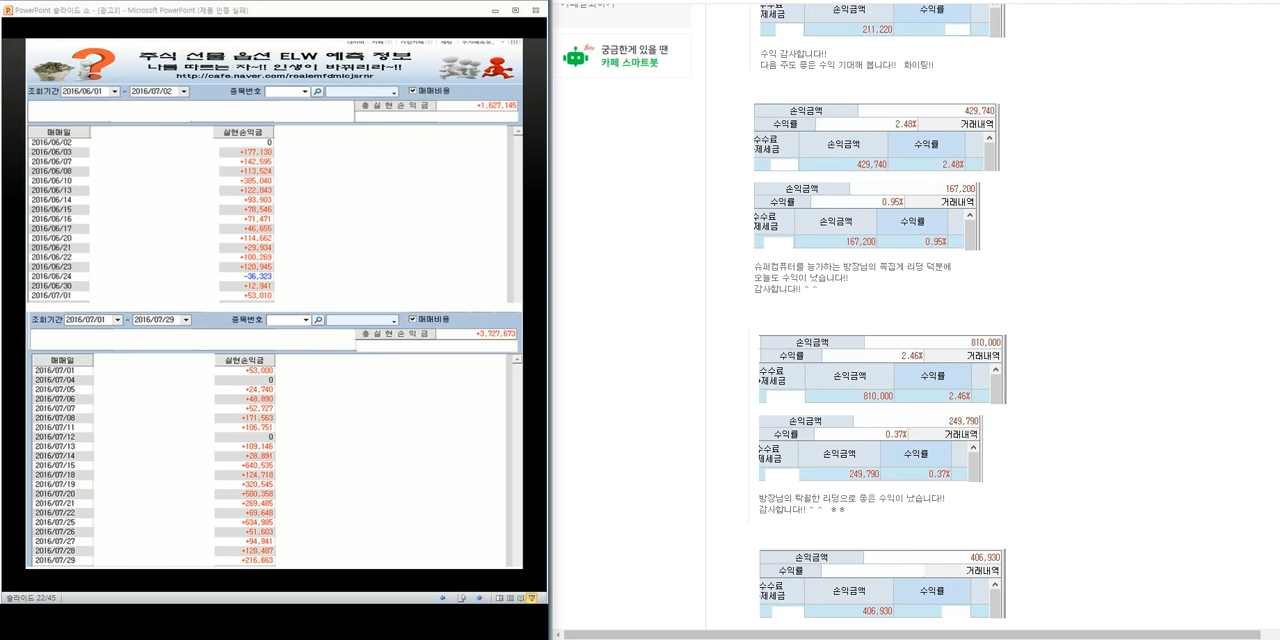 PowerPoint 슬라이드 쇼 - [광고3] - Microsoft PowerPoint (제품 인증 실패)
주식 선물 옵션 ELW 예측 정보
나를 따르는 자~!! 인생이 바뀌리라~!!
http://cafe.naver.com/roalemfdmlcjsrnr
조회기간 2016/06/01 ~ 2016/07/02 종목번호 매매비용
총 실 현 손 익 금 +1,627,145
매매일 실현손익금
2016/06/02 0
2016/06/03 +177,130
2016/06/07 +142,595
2016/06/08 +113,524
2016/06/10 +385,040
2016/06/13 +122,843
2016/06/14 +93,903
2016/06/15 +78,546
2016/06/16 +71,471
2016/06/17 +46,655
2016/06/20 +114,662
2016/06/21 +29,934
2016/06/22 +100,269
2016/06/23 +120,945
2016/06/24 -36,323
2016/06/30 +12,941
2016/07/01 +53,010
조회기간 2016/07/01 ~ 2016/07/29 종목번호 매매비용
총 실 현 손 익 금 +3,727,673
매매일 실현손익금
2016/07/01 +53,000
2016/07/04 0
2016/07/05 +24,740
2016/07/06 +48,890
2016/07/07 +52,727
2016/07/08 +171,563
2016/07/11 +106,751
2016/07/12 0
2016/07/13 +109,146
2016/07/14 +28,891
2016/07/15 +640,535
2016/07/18 +124,718
2016/07/19 +320,545
2016/07/20 +580,358
2016/07/21 +269,485
2016/07/22 +69,648
2016/07/25 +634,985
2016/07/26 +51,603
2016/07/27 +94,941
2016/07/28 +128,487
2016/07/29 +216,663
슬라이드 22/45
Beta 궁금한게 있을 땐
카페 스마트봇
제세금 손익금액 수익률
211,220
수익 감사합니다!!
다음 주도 좋은 수익 기대해 봅니다!! 화이팅!!
손익금액 429,740
수익률 2.48% 거래내역
수수료
제세금 손익금액 수익률
429,740 2.48%
손익금액 167,200
수익률 0.95% 거래내역
수수료
제세금 손익금액 수익률
167,200 0.95%
슈퍼컴퓨터를 능가하는 방장님의 쪽집게 리딩 덕분에
오늘도 수익이 났습니다!!
감사합니다!! ^ ^
손익금액 810,000
수익률 2.46% 거래내역
수수료
제세금 손익금액 수익률
810,000 2.46%
손익금액 249,790
수익률 0.37% 거래내역
수수료
제세금 손익금액 수익률
249,790 0.37%
방장님의 탁월한 리딩으로 좋은 수익이 났습니다!!
감사합니다!! ^ ^ ㅎㅎ
손익금액 406,930
수익률 거래내역
수수료
제세금 손익금액 수익률
406,930